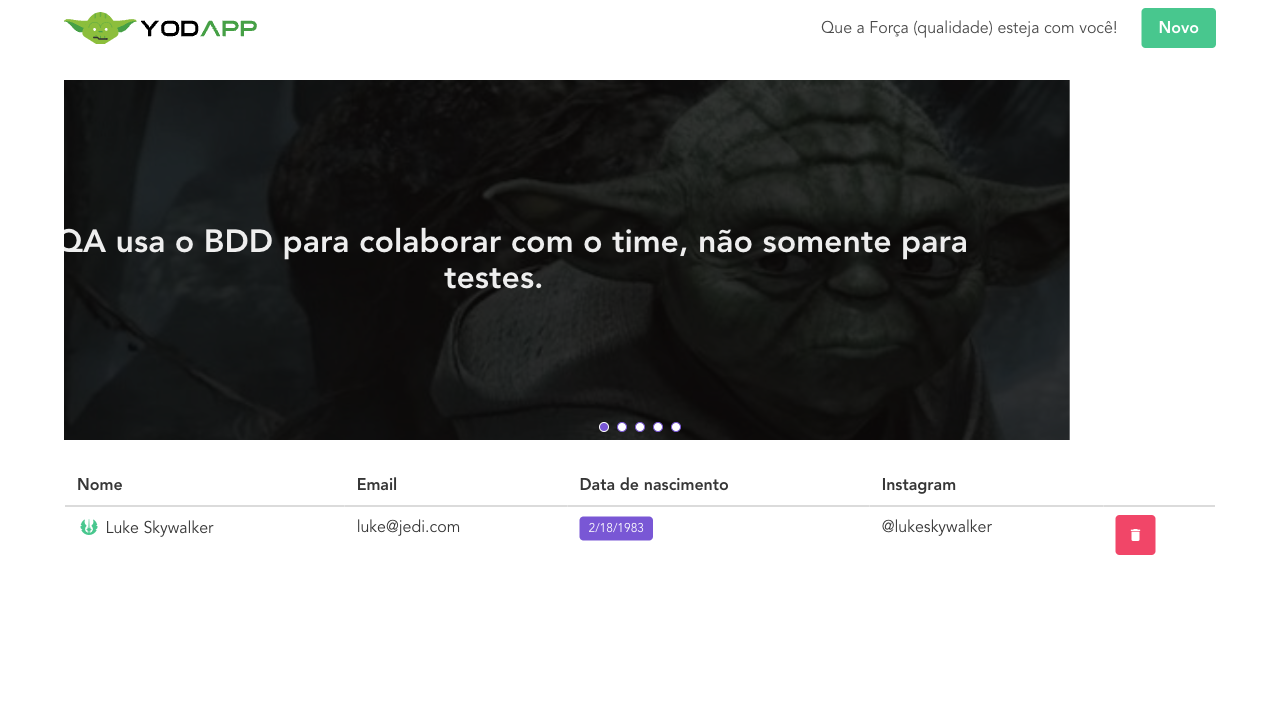 YODAPP
Que a Força (qualidade) esteja com você!
Novo
QA usa o BDD para colaborar com o time, não somente para
testes.
Nome Email Data de nascimento Instagram
Luke Skywalker luke@jedi.com 2/18/1983 @lukeskywalker